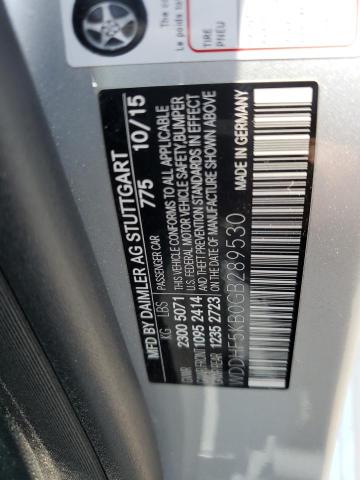 Le poids
TIRE
PNEU
MFD BY DAIMLER AG STUTTGART
775 10/15
PASSENGER CAR
KG LBS
GVWR 2300 5071
GAWR FRONT 1095 2414
GAWR REAR 1235 2723
THIS VEHICLE CONFORMS TO ALL APPLICABLE
U.S. FEDERAL MOTOR VEHICLE SAFETY, BUMPER
AND THEFT PREVENTION STANDARDS IN EFFECT
ON THE DATE OF MANUFACTURE SHOWN ABOVE
WDDHF5KB0GB289530
MADE IN GERMANY